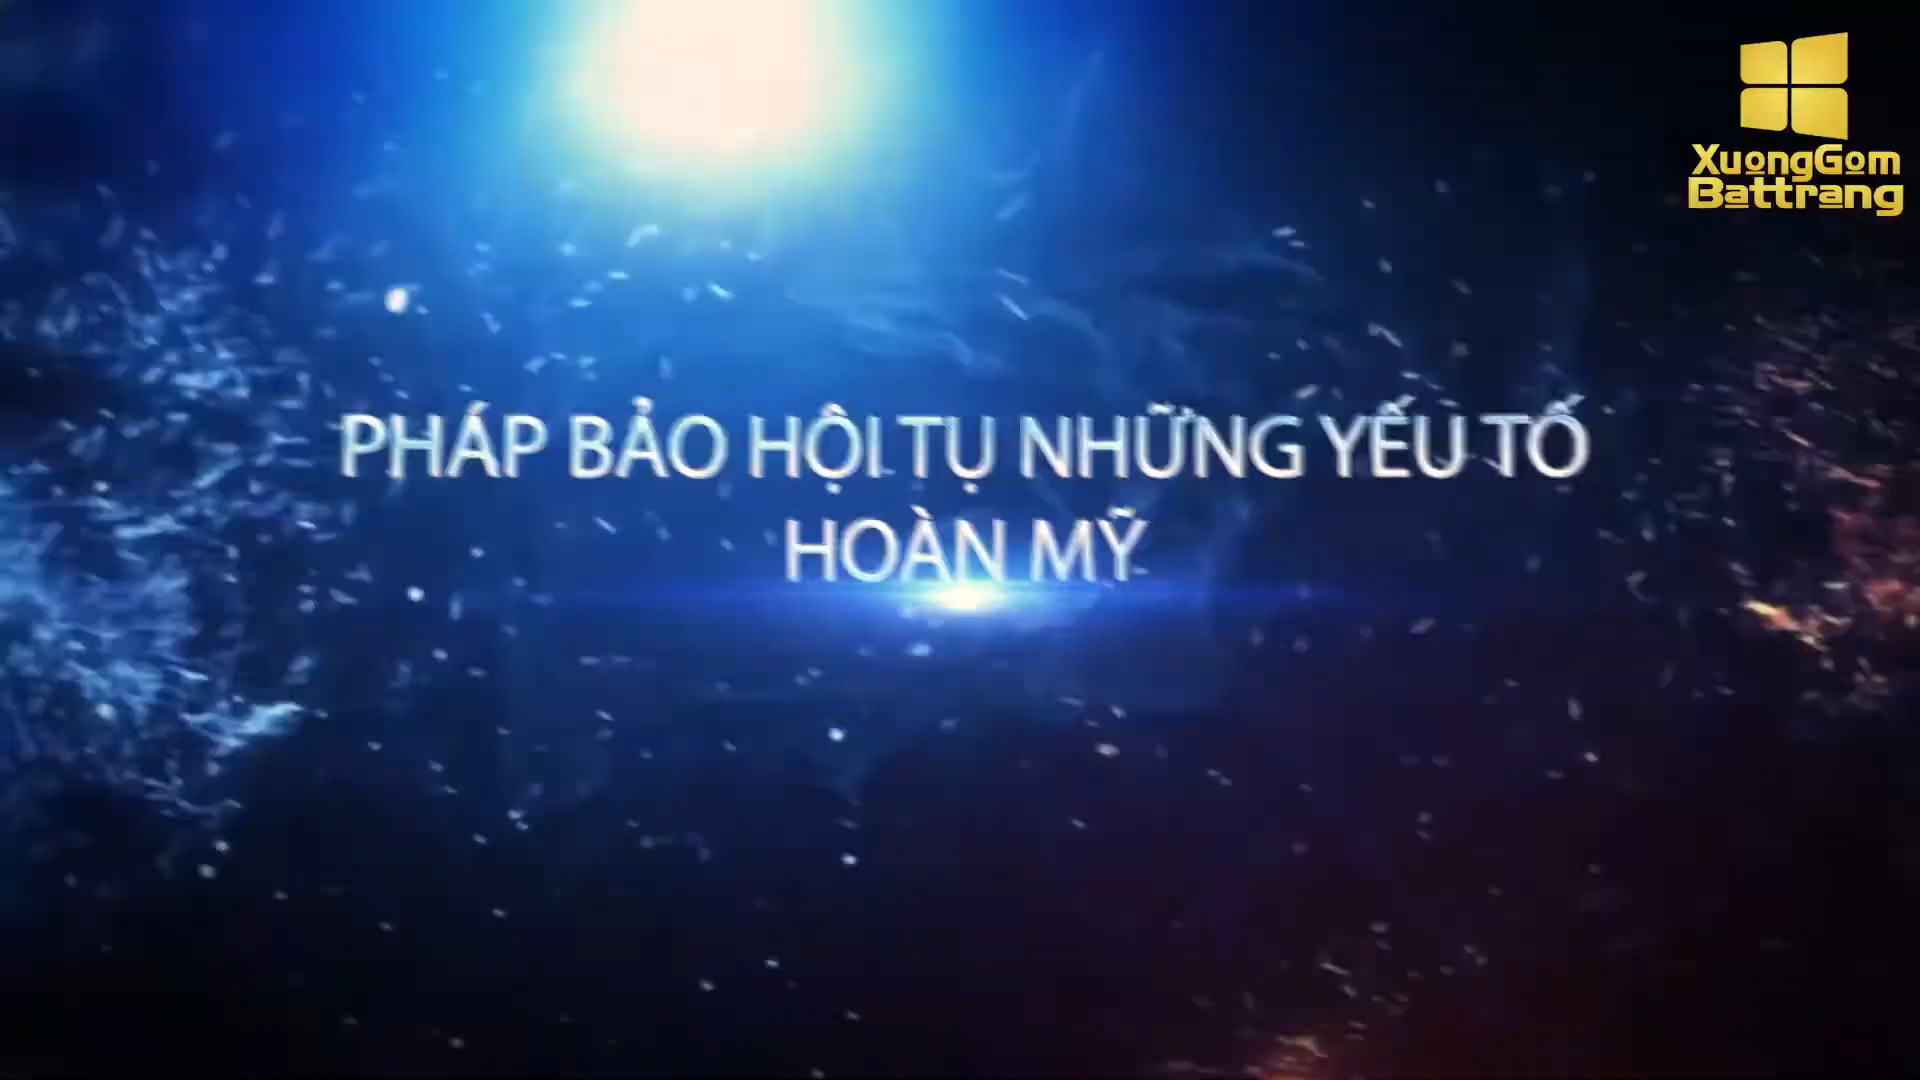 XuongGom
Battrang
PHÁP BẢO HỘI TỤ NHỮNG YẾU TỐ
HOÀN MỸ